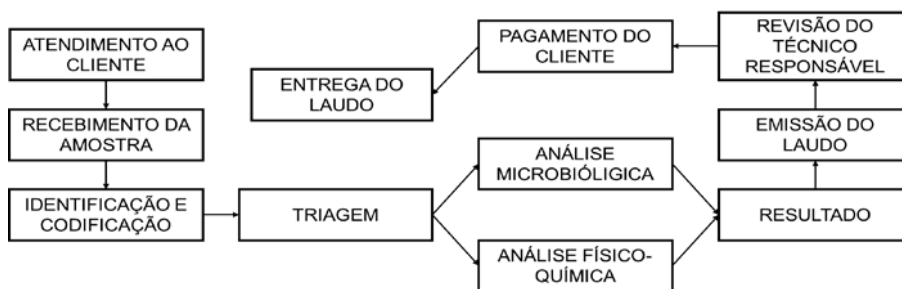 ATENDIMENTO AO
CLIENTE
RECEBIMENTO DA
AMOSTRA
IDENTIFICAÇÃO E
CODIFICAÇÃO
TRIAGEM
ANÁLISE
MICROBIÓLIGICA
ANÁLISE FÍSICO-
QUÍMICA
RESULTADO
EMISSÃO DO
LAUDO
REVISÃO DO
TÉCNICO
RESPONSÁVEL
PAGAMENTO DO
CLIENTE
ENTREGA DO
LAUDO